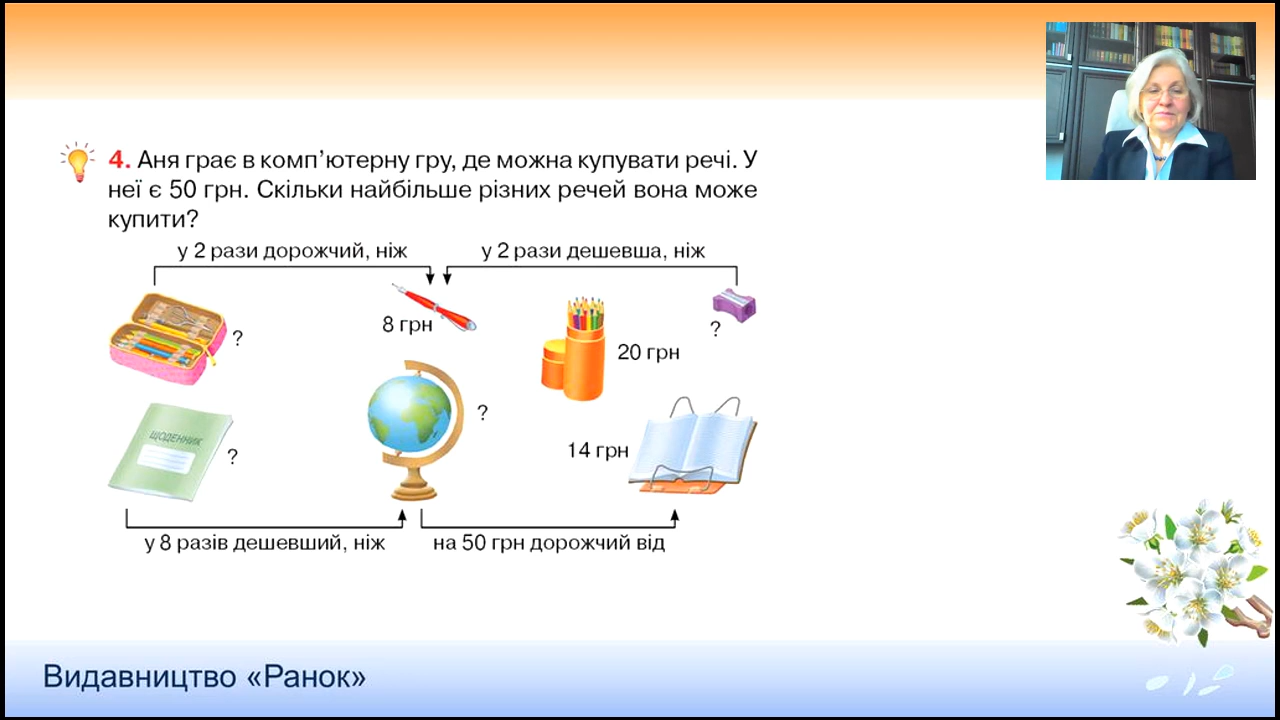 4. Аня грає в комп’ютерну гру, де можна купувати речі. У
неї є 50 грн. Скільки найбільше різних речей вона може
купити?
у 2 рази дорожчий, ніж
у 2 рази дешевша, ніж
?
8 грн
20 грн
?
ЩОДЕННИК
?
?
14 грн
у 8 разів дешевший, ніж
на 50 грн дорожчий від
Видавництво «Ранок»